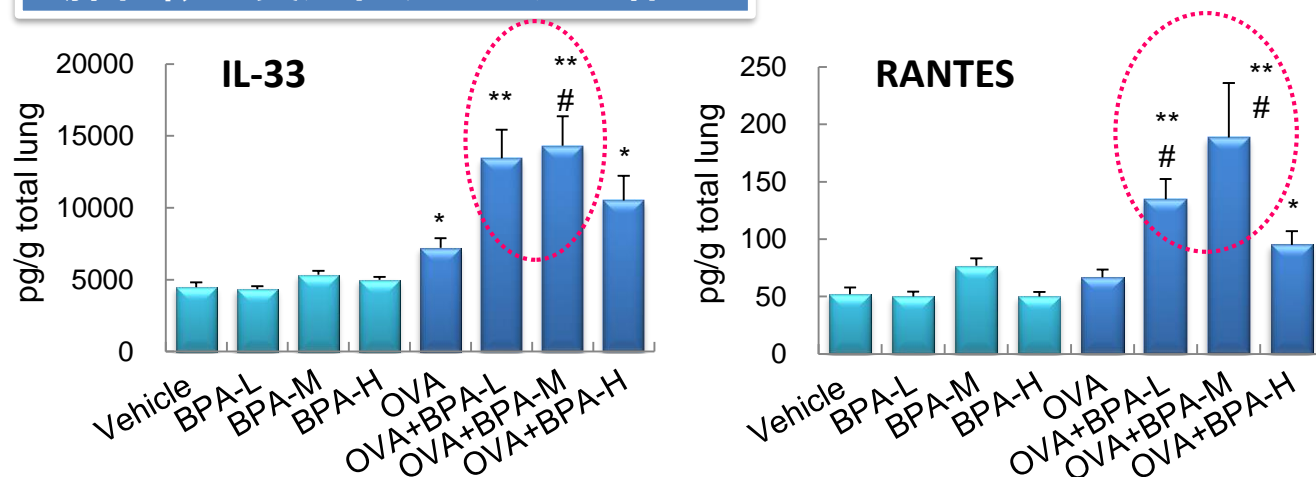 IL-33
pg/g total lung
20000
15000
10000
5000
0
*
**
**
#
*
Vehicle
BPA-L
BPA-M
BPA-H
OVA
OVA+BPA-L
OVA+BPA-M
OVA+BPA-H
RANTES
pg/g total lung
250
200
150
100
50
0
**
#
**
#
*
Vehicle
BPA-L
BPA-M
BPA-H
OVA
OVA+BPA-L
OVA+BPA-M
OVA+BPA-H